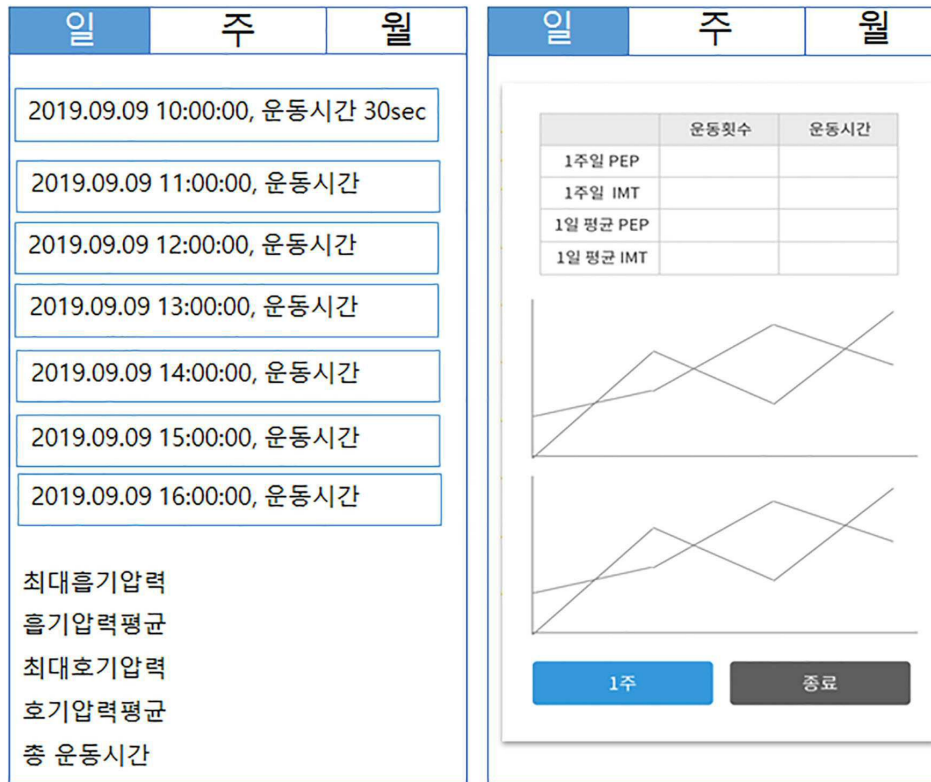 일 주 월
2019.09.09 10:00:00, 운동시간 30sec
2019.09.09 11:00:00, 운동시간
2019.09.09 12:00:00, 운동시간
2019.09.09 13:00:00, 운동시간
2019.09.09 14:00:00, 운동시간
2019.09.09 15:00:00, 운동시간
2019.09.09 16:00:00, 운동시간
최대흡기압력
흡기압력평균
최대호기압력
호기압력평균
총 운동시간
일 주 월
운동횟수 운동시간
1주일 PEP
1주일 IMT
1일 평균 PEP
1일 평균 IMT
1주 종료